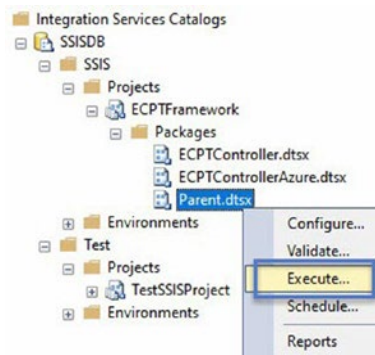 Integration Services Catalogs
SSISDB
SSIS
Projects
ECPTFramework
Packages
ECPTController.dtsx
ECPTControllerAzure.dtsx
Parent.dtsx
Environments
Configure...
Test
Validate...
Projects
Execute...
TestSSISProject
Environments
Schedule...
Reports